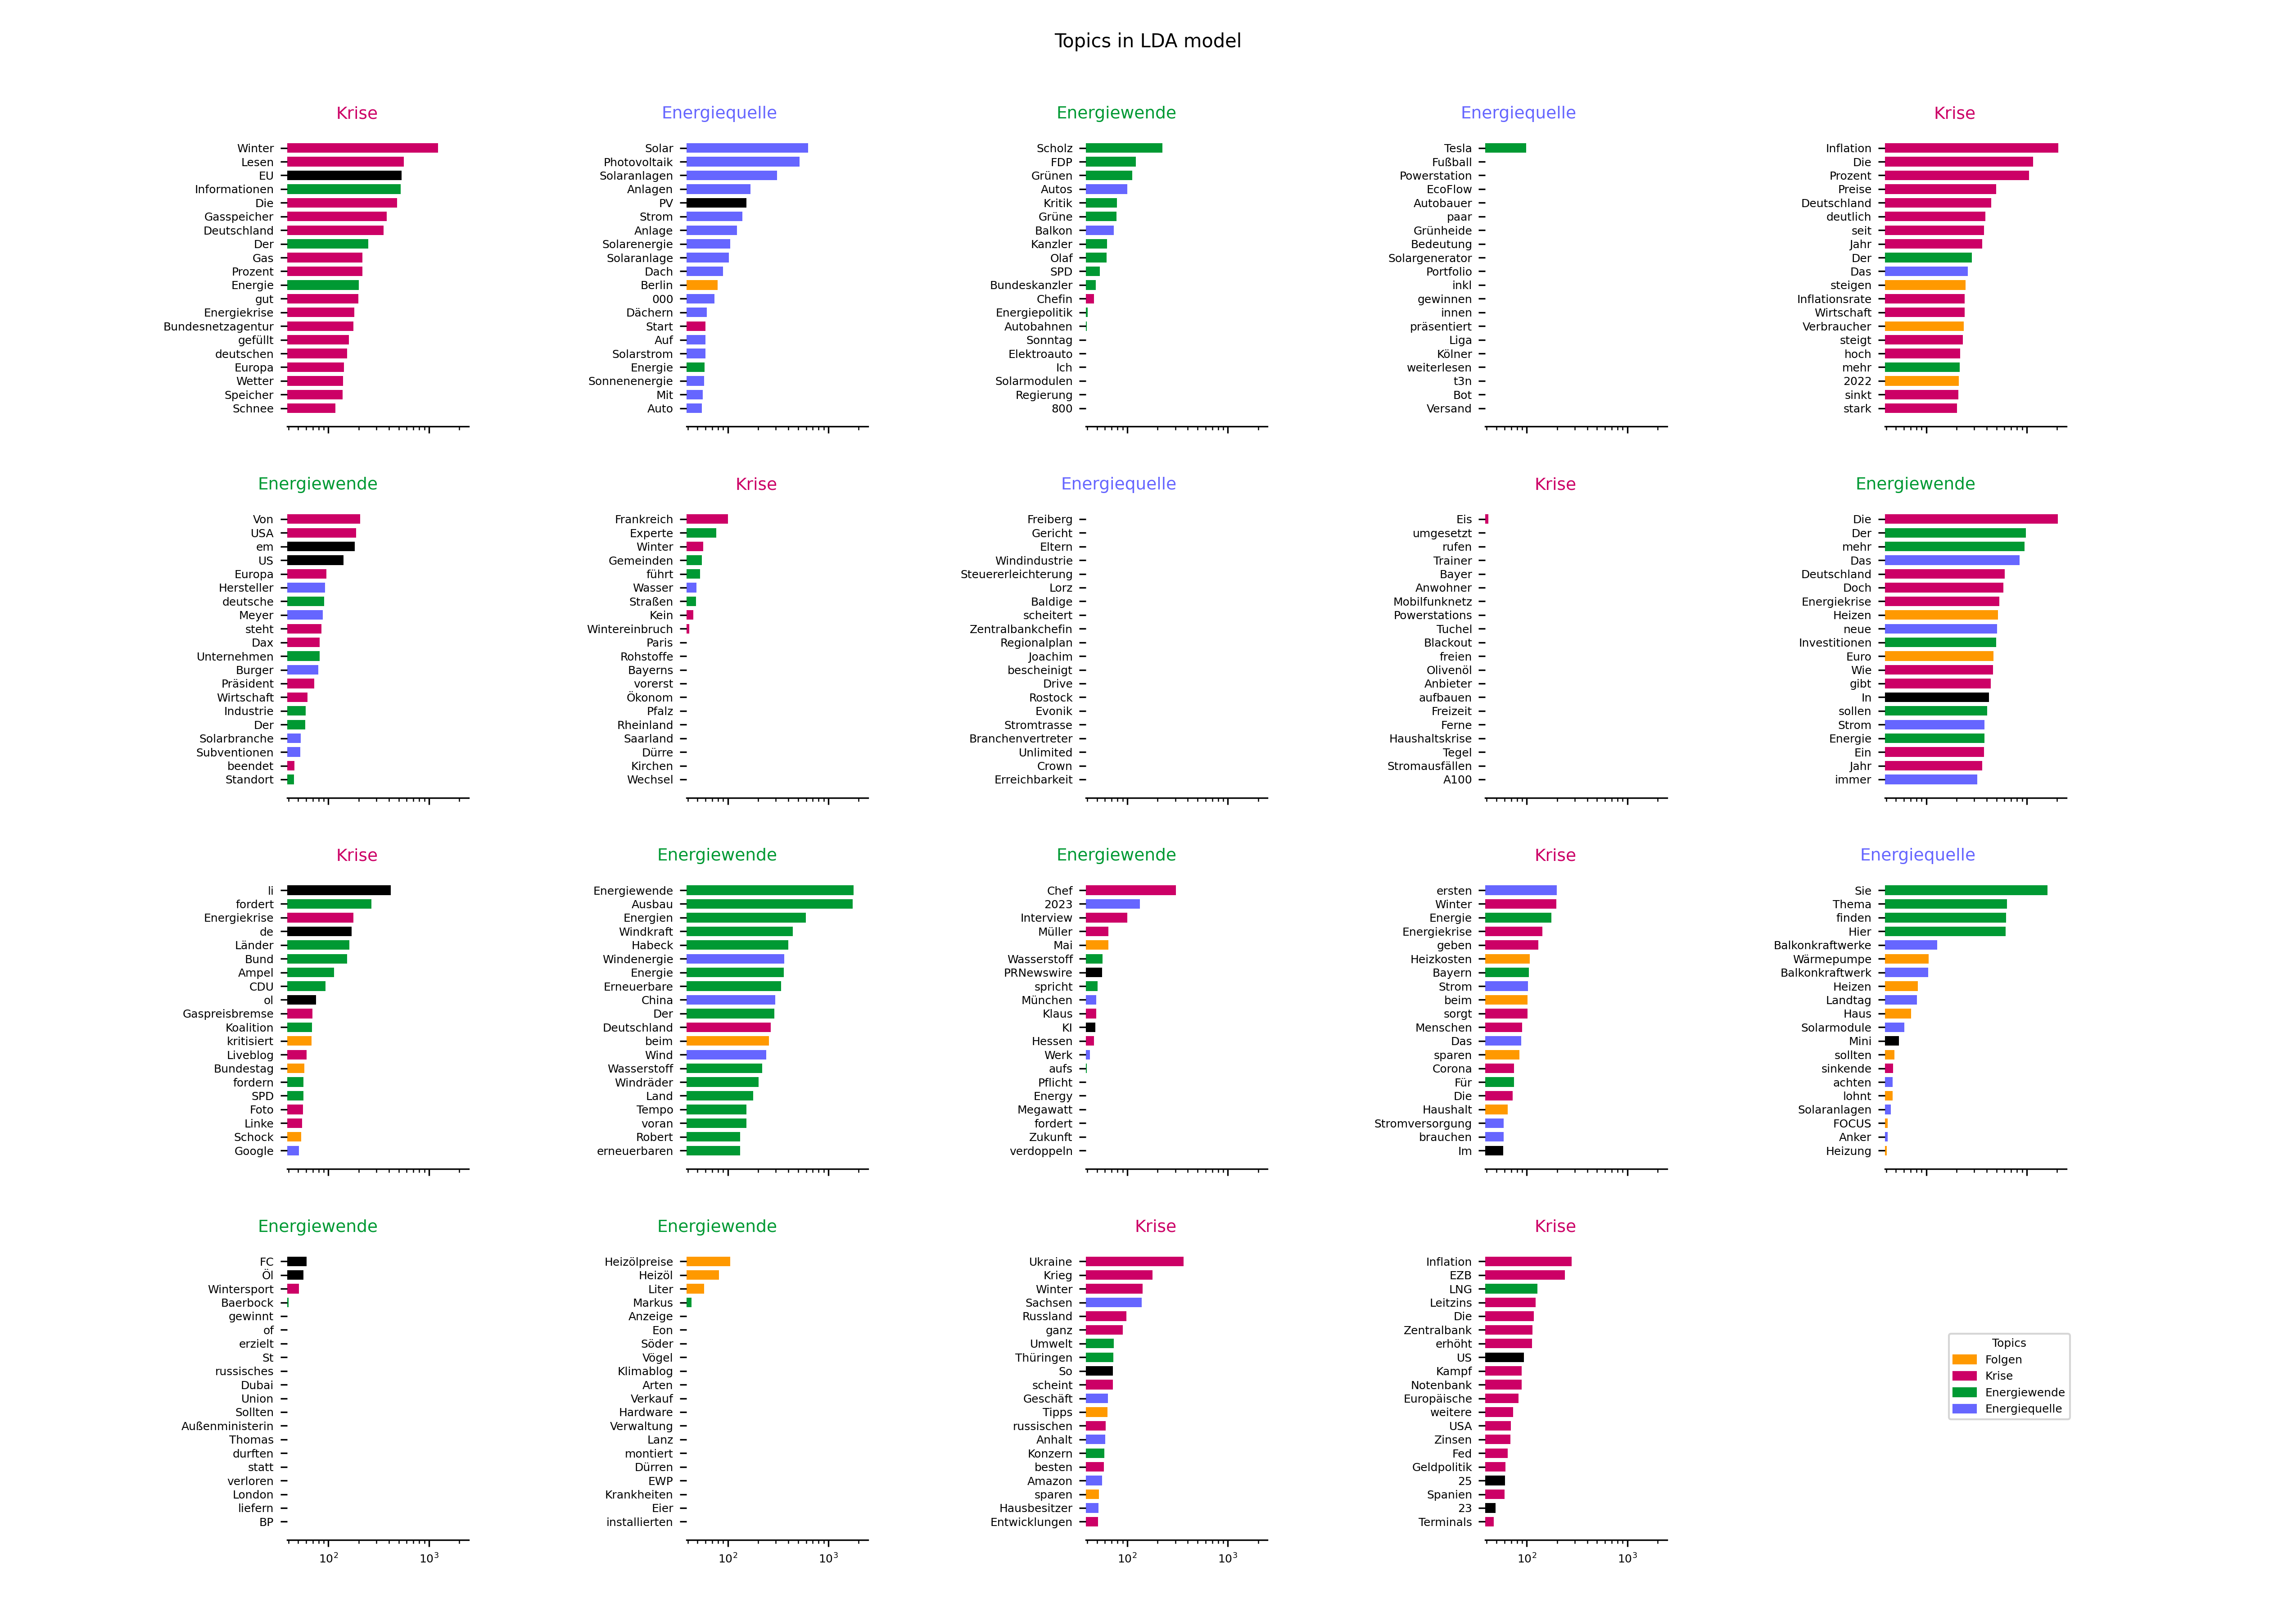 Topics in LDA model
Krise
Winter
Lesen
EU
Informationen
Die
Gasspeicher
Deutschland
Der
Gas
Prozent
Energie
gut
Energiekrise
Bundesnetzagentur
gefüllt
deutschen
Europa
Wetter
Speicher
Schnee
Energiequelle
Solar
Photovoltaik
Solaranlagen
Anlagen
PV
Strom
Anlage
Solarenergie
Solaranlage
Dach
Berlin
000
Dächern
Start
Auf
Solarstrom
Energie
Sonnenenergie
Mit
Auto
Energiewende
Scholz
FDP
Grünen
Autos
Kritik
Grüne
Balkon
Kanzler
Olaf
SPD
Bundeskanzler
Chefin
Energiepolitik
Autobahnen
Sonntag
Elektroauto
Ich
Solarmodulen
Regierung
800
Energiequelle
Tesla
Fußball
Powerstation
EcoFlow
Autobauer
paar
Grünheide
Bedeutung
Solargenerator
Portfolio
inkl
gewinnen
innen
präsentiert
Liga
Kölner
weiterlesen
t3n
Bot
Versand
Krise
Inflation
Die
Prozent
Preise
Deutschland
deutlich
seit
Jahr
Der
Das
steigen
Inflationsrate
Wirtschaft
Verbraucher
steigt
hoch
mehr
2022
sinkt
stark
Energiewende
Von
USA
em
US
Europa
Hersteller
deutsche
Meyer
steht
Dax
Unternehmen
Burger
Präsident
Wirtschaft
Industrie
Der
Solarbranche
Subventionen
beendet
Standort
Krise
Frankreich
Experte
Winter
Gemeinden
führt
Wasser
Straßen
Kein
Wintereinbruch
Paris
Rohstoffe
Bayerns
vorerst
Ökonom
Pfalz
Rheinland
Saarland
Dürre
Kirchen
Wechsel
Energiequelle
Freiberg
Gericht
Eltern
Windindustrie
Steuererleichterung
Lorz
Baldige
scheitert
Zentralbankchefin
Regionalplan
Joachim
bescheinigt
Drive
Rostock
Evonik
Stromtrasse
Branchenvertreter
Unlimited
Crown
Erreichbarkeit
Krise
Eis
umgesetzt
rufen
Trainer
Bayer
Anwohner
Mobilfunknetz
Powerstations
Tuchel
Blackout
freien
Olivenöl
Anbieter
aufbauen
Freizeit
Ferne
Haushaltskrise
Tegel
Stromausfällen
A100
Energiewende
Die
Der
mehr
Das
Deutschland
Doch
Energiekrise
Heizen
neue
Investitionen
Euro
Wie
gibt
In
sollen
Strom
Energie
Ein
Jahr
immer
Krise
li
fordert
Energiekrise
de
Länder
Bund
Ampel
CDU
ol
Gaspreisbremse
Koalition
kritisiert
Liveblog
Bundestag
fordern
SPD
Foto
Linke
Schock
Google
Energiewende
Energiewende
Ausbau
Energien
Windkraft
Habeck
Windenergie
Energie
Erneuerbare
China
Der
Deutschland
beim
Wind
Wasserstoff
Windräder
Land
Tempo
voran
Robert
erneuerbaren
Energiewende
Chef
2023
Interview
Müller
Mai
Wasserstoff
PRNewswire
spricht
München
Klaus
KI
Hessen
Werk
aufs
Pflicht
Energy
Megawatt
fordert
Zukunft
verdoppeln
Krise
ersten
Winter
Energie
Energiekrise
geben
Heizkosten
Bayern
Strom
beim
sorgt
Menschen
Das
sparen
Corona
Für
Die
Haushalt
Stromversorgung
brauchen
Im
Energiequelle
Sie
Thema
finden
Hier
Balkonkraftwerke
Wärmepumpe
Balkonkraftwerk
Heizen
Landtag
Haus
Solarmodule
Mini
sollten
sinkende
achten
lohnt
Solaranlagen
FOCUS
Anker
Heizung
Energiewende
FC
Öl
Wintersport
Baerbock
gewinnt
of
erzielt
St
russisches
Dubai
Union
Sollten
Außenministerin
Thomas
durften
statt
verloren
London
liefern
BP
10² 10³
Energiewende
Heizölpreise
Heizöl
Liter
Markus
Anzeige
Eon
Söder
Vögel
Klimablog
Arten
Verkauf
Hardware
Verwaltung
Lanz
montiert
Dürren
EWP
Krankheiten
Eier
installierten
10² 10³
Krise
Ukraine
Krieg
Winter
Sachsen
Russland
ganz
Umwelt
Thüringen
So
scheint
Geschäft
Tipps
russischen
Anhalt
Konzern
besten
Amazon
sparen
Hausbesitzer
Entwicklungen
10² 10³
Krise
Inflation
EZB
LNG
Leitzins
Die
Zentralbank
erhöht
US
Kampf
Notenbank
Europäische
weitere
USA
Zinsen
Fed
Geldpolitik
25
Spanien
23
Terminals
10² 10³
Topics
Folgen
Krise
Energiewende
Energiequelle